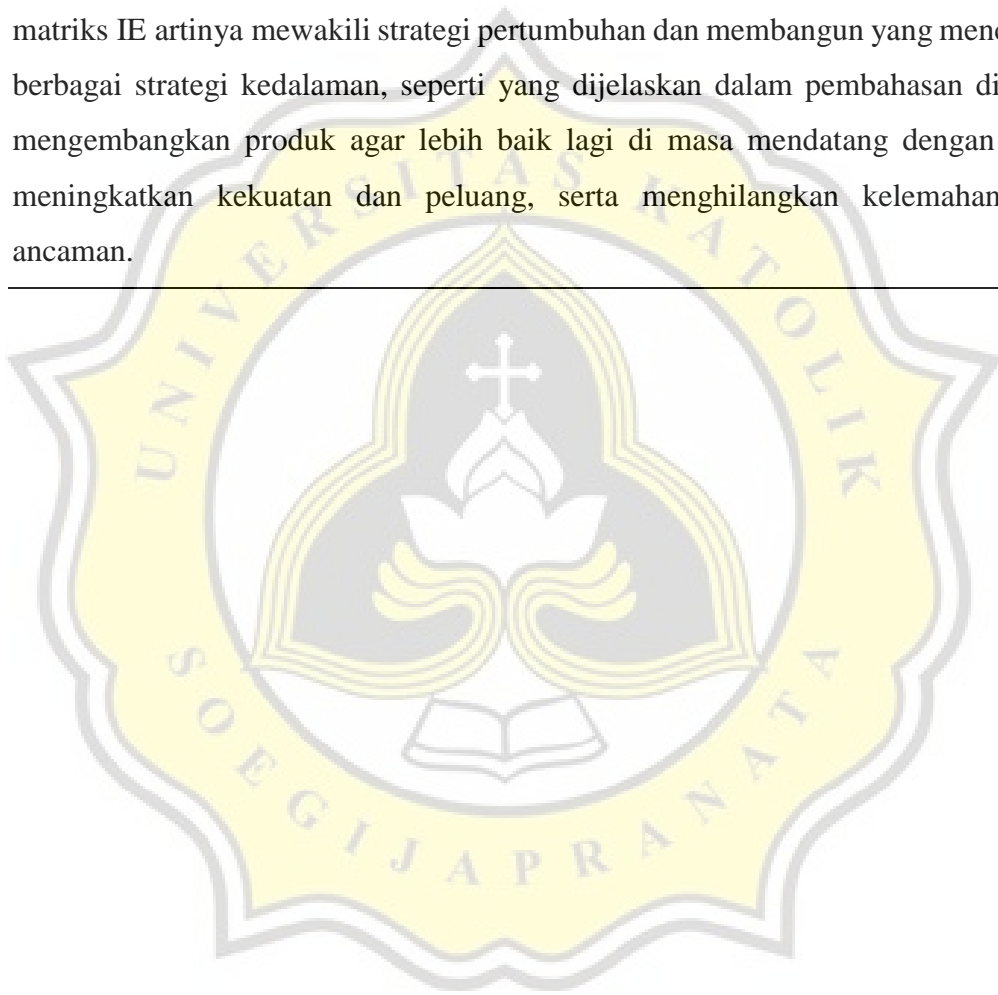 matriks IE artinya mewakili strategi pertumbuhan dan membangun yang
berbagai strategi kedalaman, seperti yang dijelaskan dalam pembahasan
mengembangkan produk agar lebih baik lagi di masa mendatang dengan
meningkatkan kekuatan dan peluang, serta menghilangkan kelemahan
ancaman.
UNIVERSITAS KATOLIK
SOEGIJAPRANATA